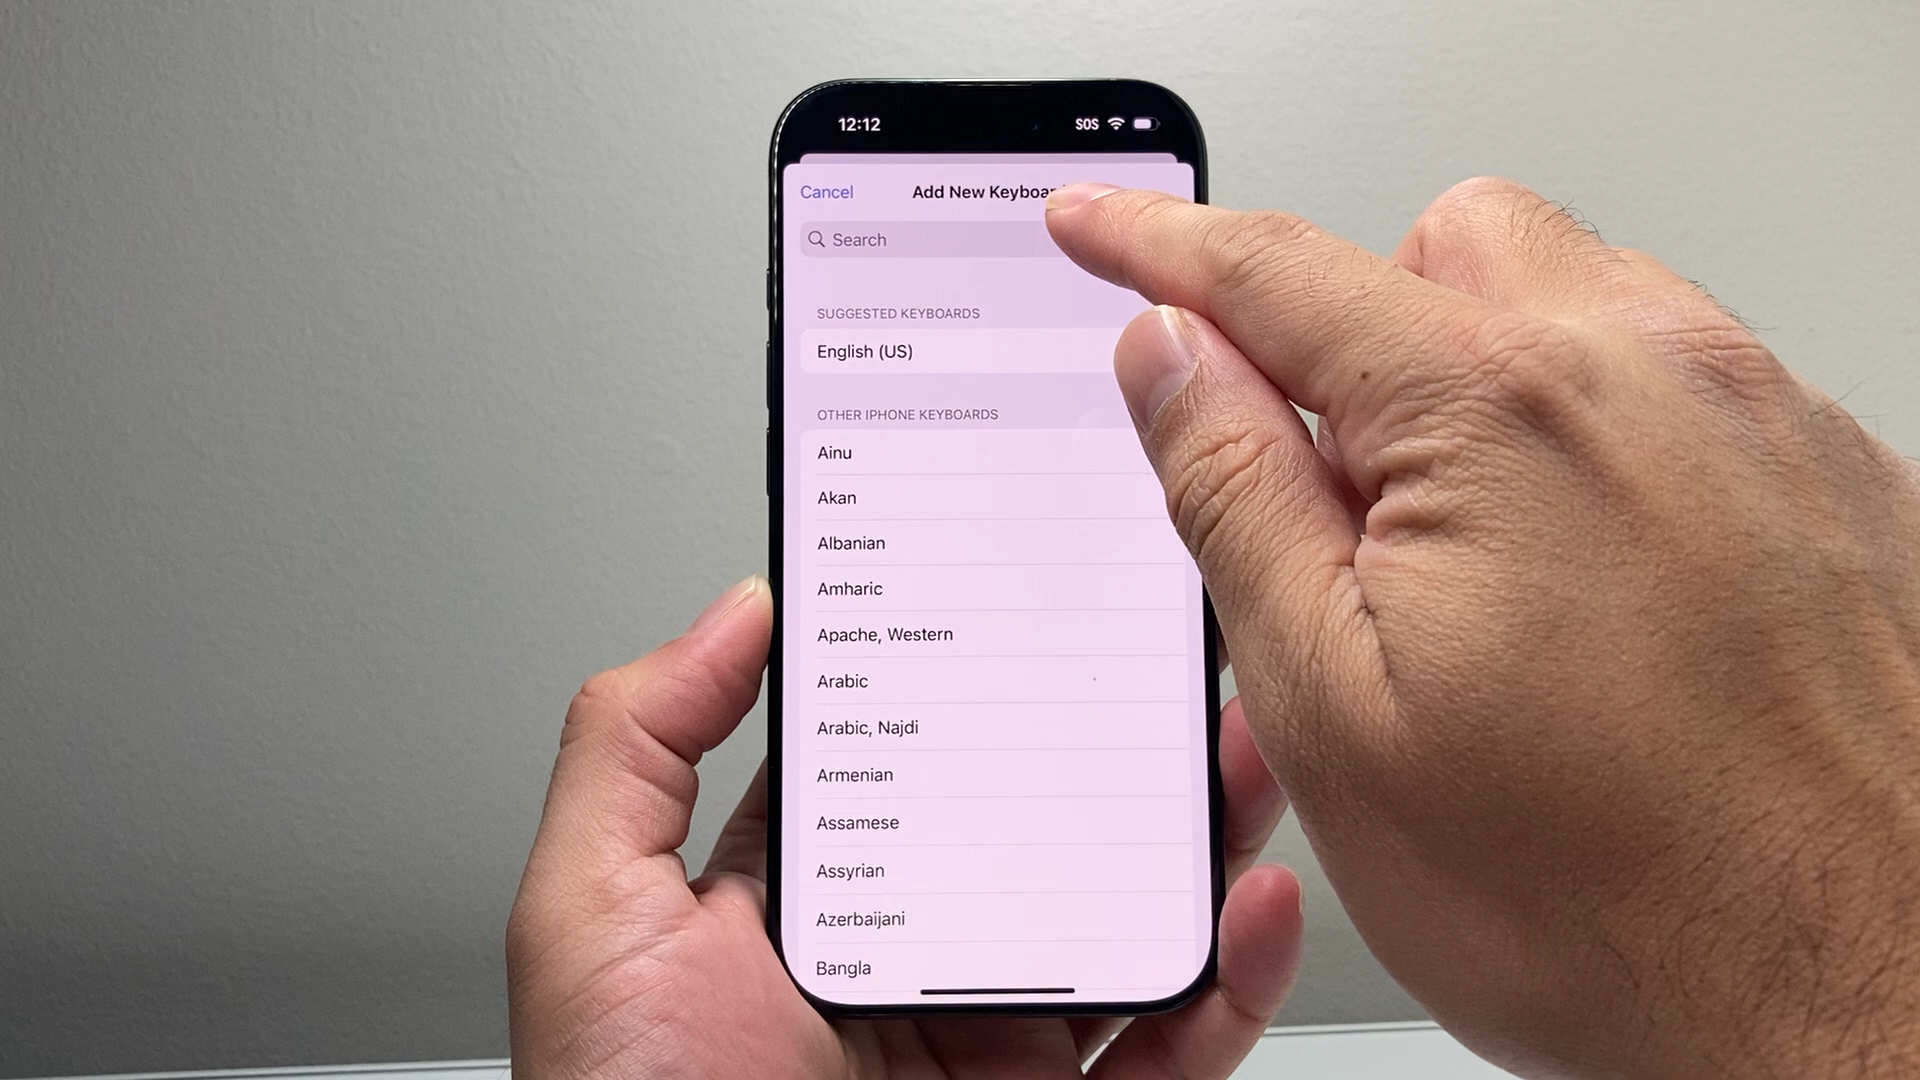 12:12 SOS
Cancel Add New Keyboar
Search
SUGGESTED KEYBOARDS
English (US)
OTHER IPHONE KEYBOARDS
Ainu
Akan
Albanian
Amharic
Apache, Western
Arabic
Arabic, Najdi
Armenian
Assamese
Assyrian
Azerbaijani
Bangla